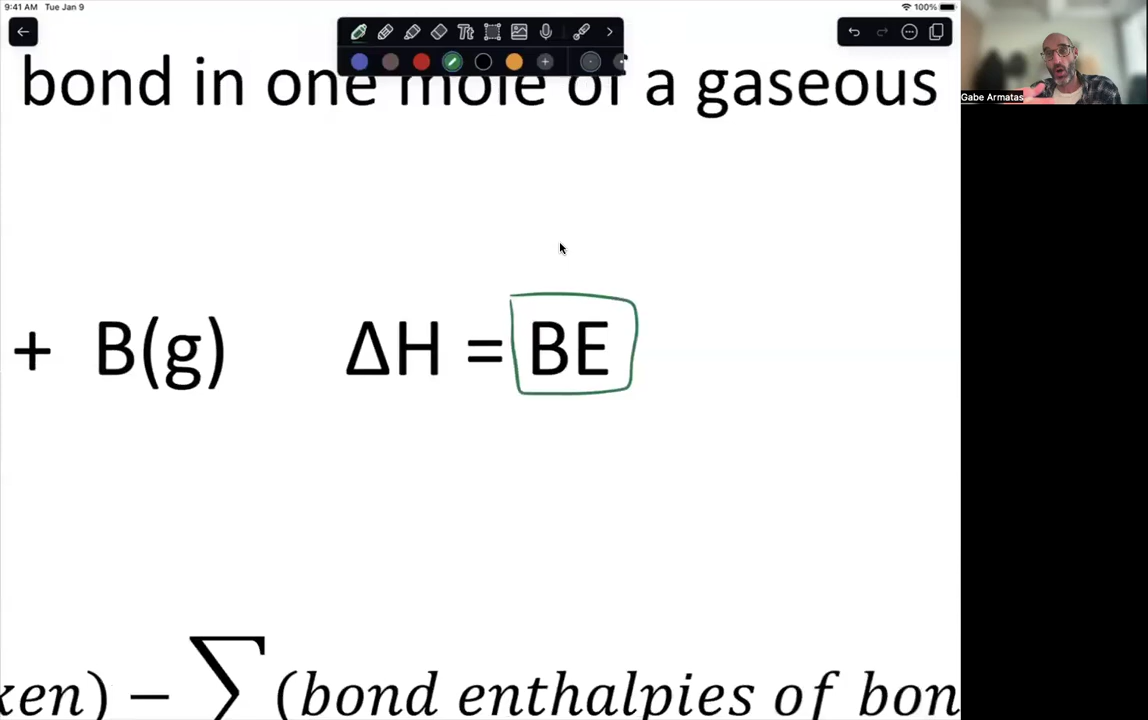 9:41 AM Tue Jan 9
100%
Tt
bond in one mole of a gaseous
Gabe Armatas
+ B(g) ΔH = BE
ken) − ∑ (bond enthalpies of bon